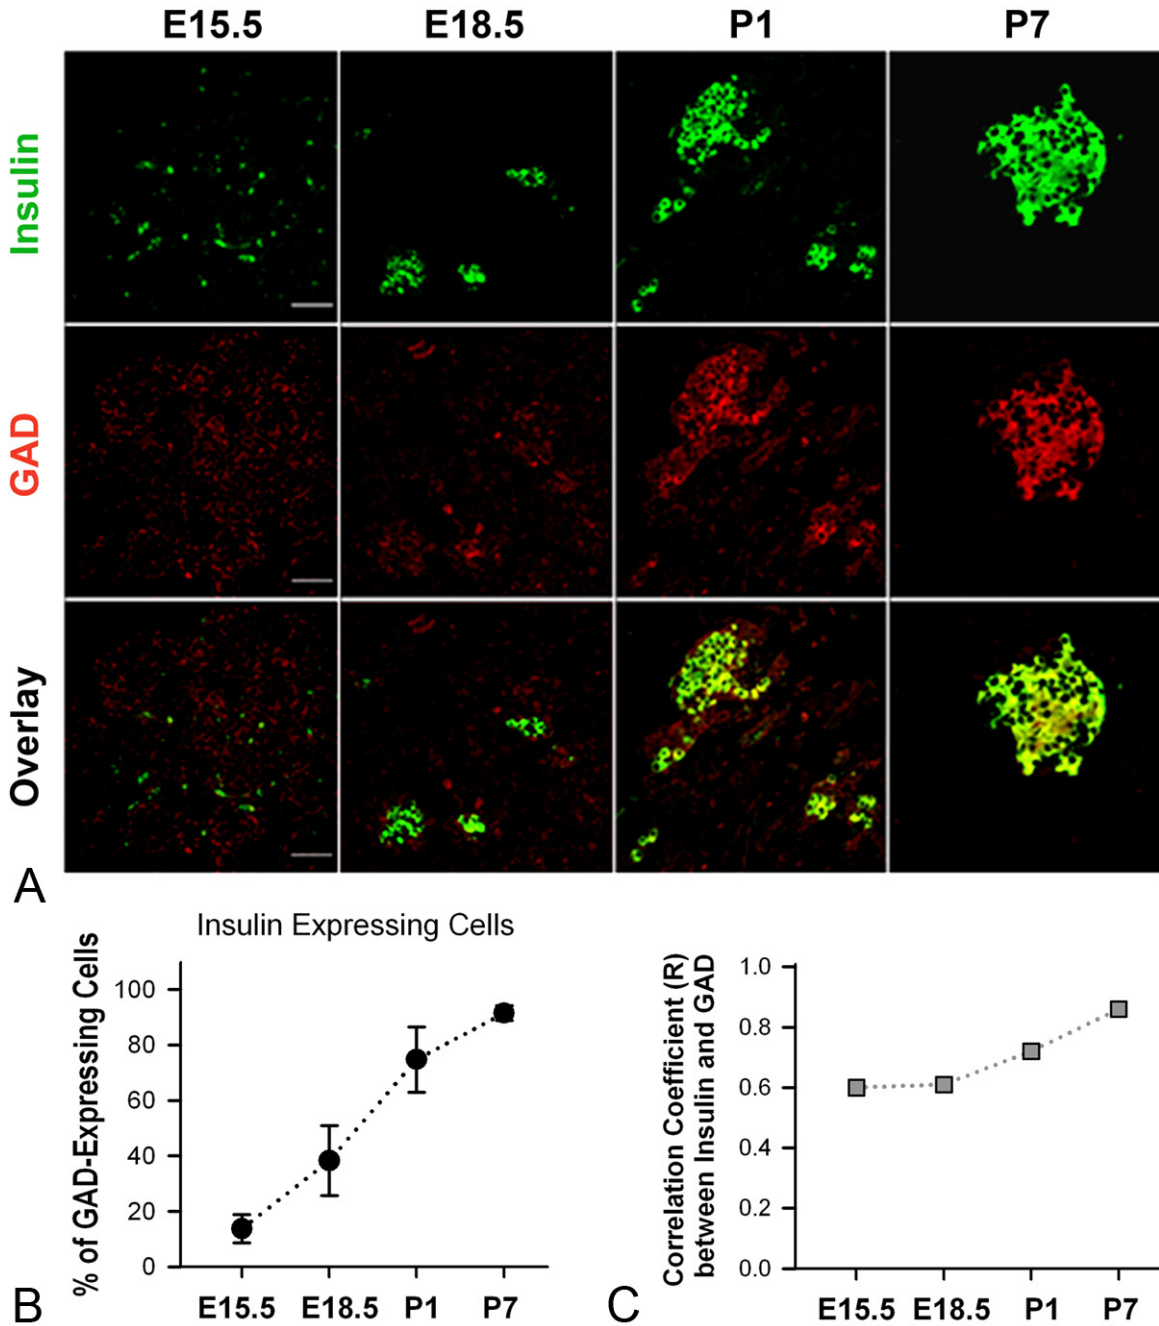 E15.5 E18.5 P1 P7
Insulin
GAD
Overlay
A
Insulin Expressing Cells
% of GAD-Expressing Cells
100
80
60
40
20
0
E15.5 E18.5 P1 P7
B
Correlation Coefficient (R)
between Insulin and GAD
1.0
0.8
0.6
0.4
0.2
0.0
E15.5 E18.5 P1 P7
C